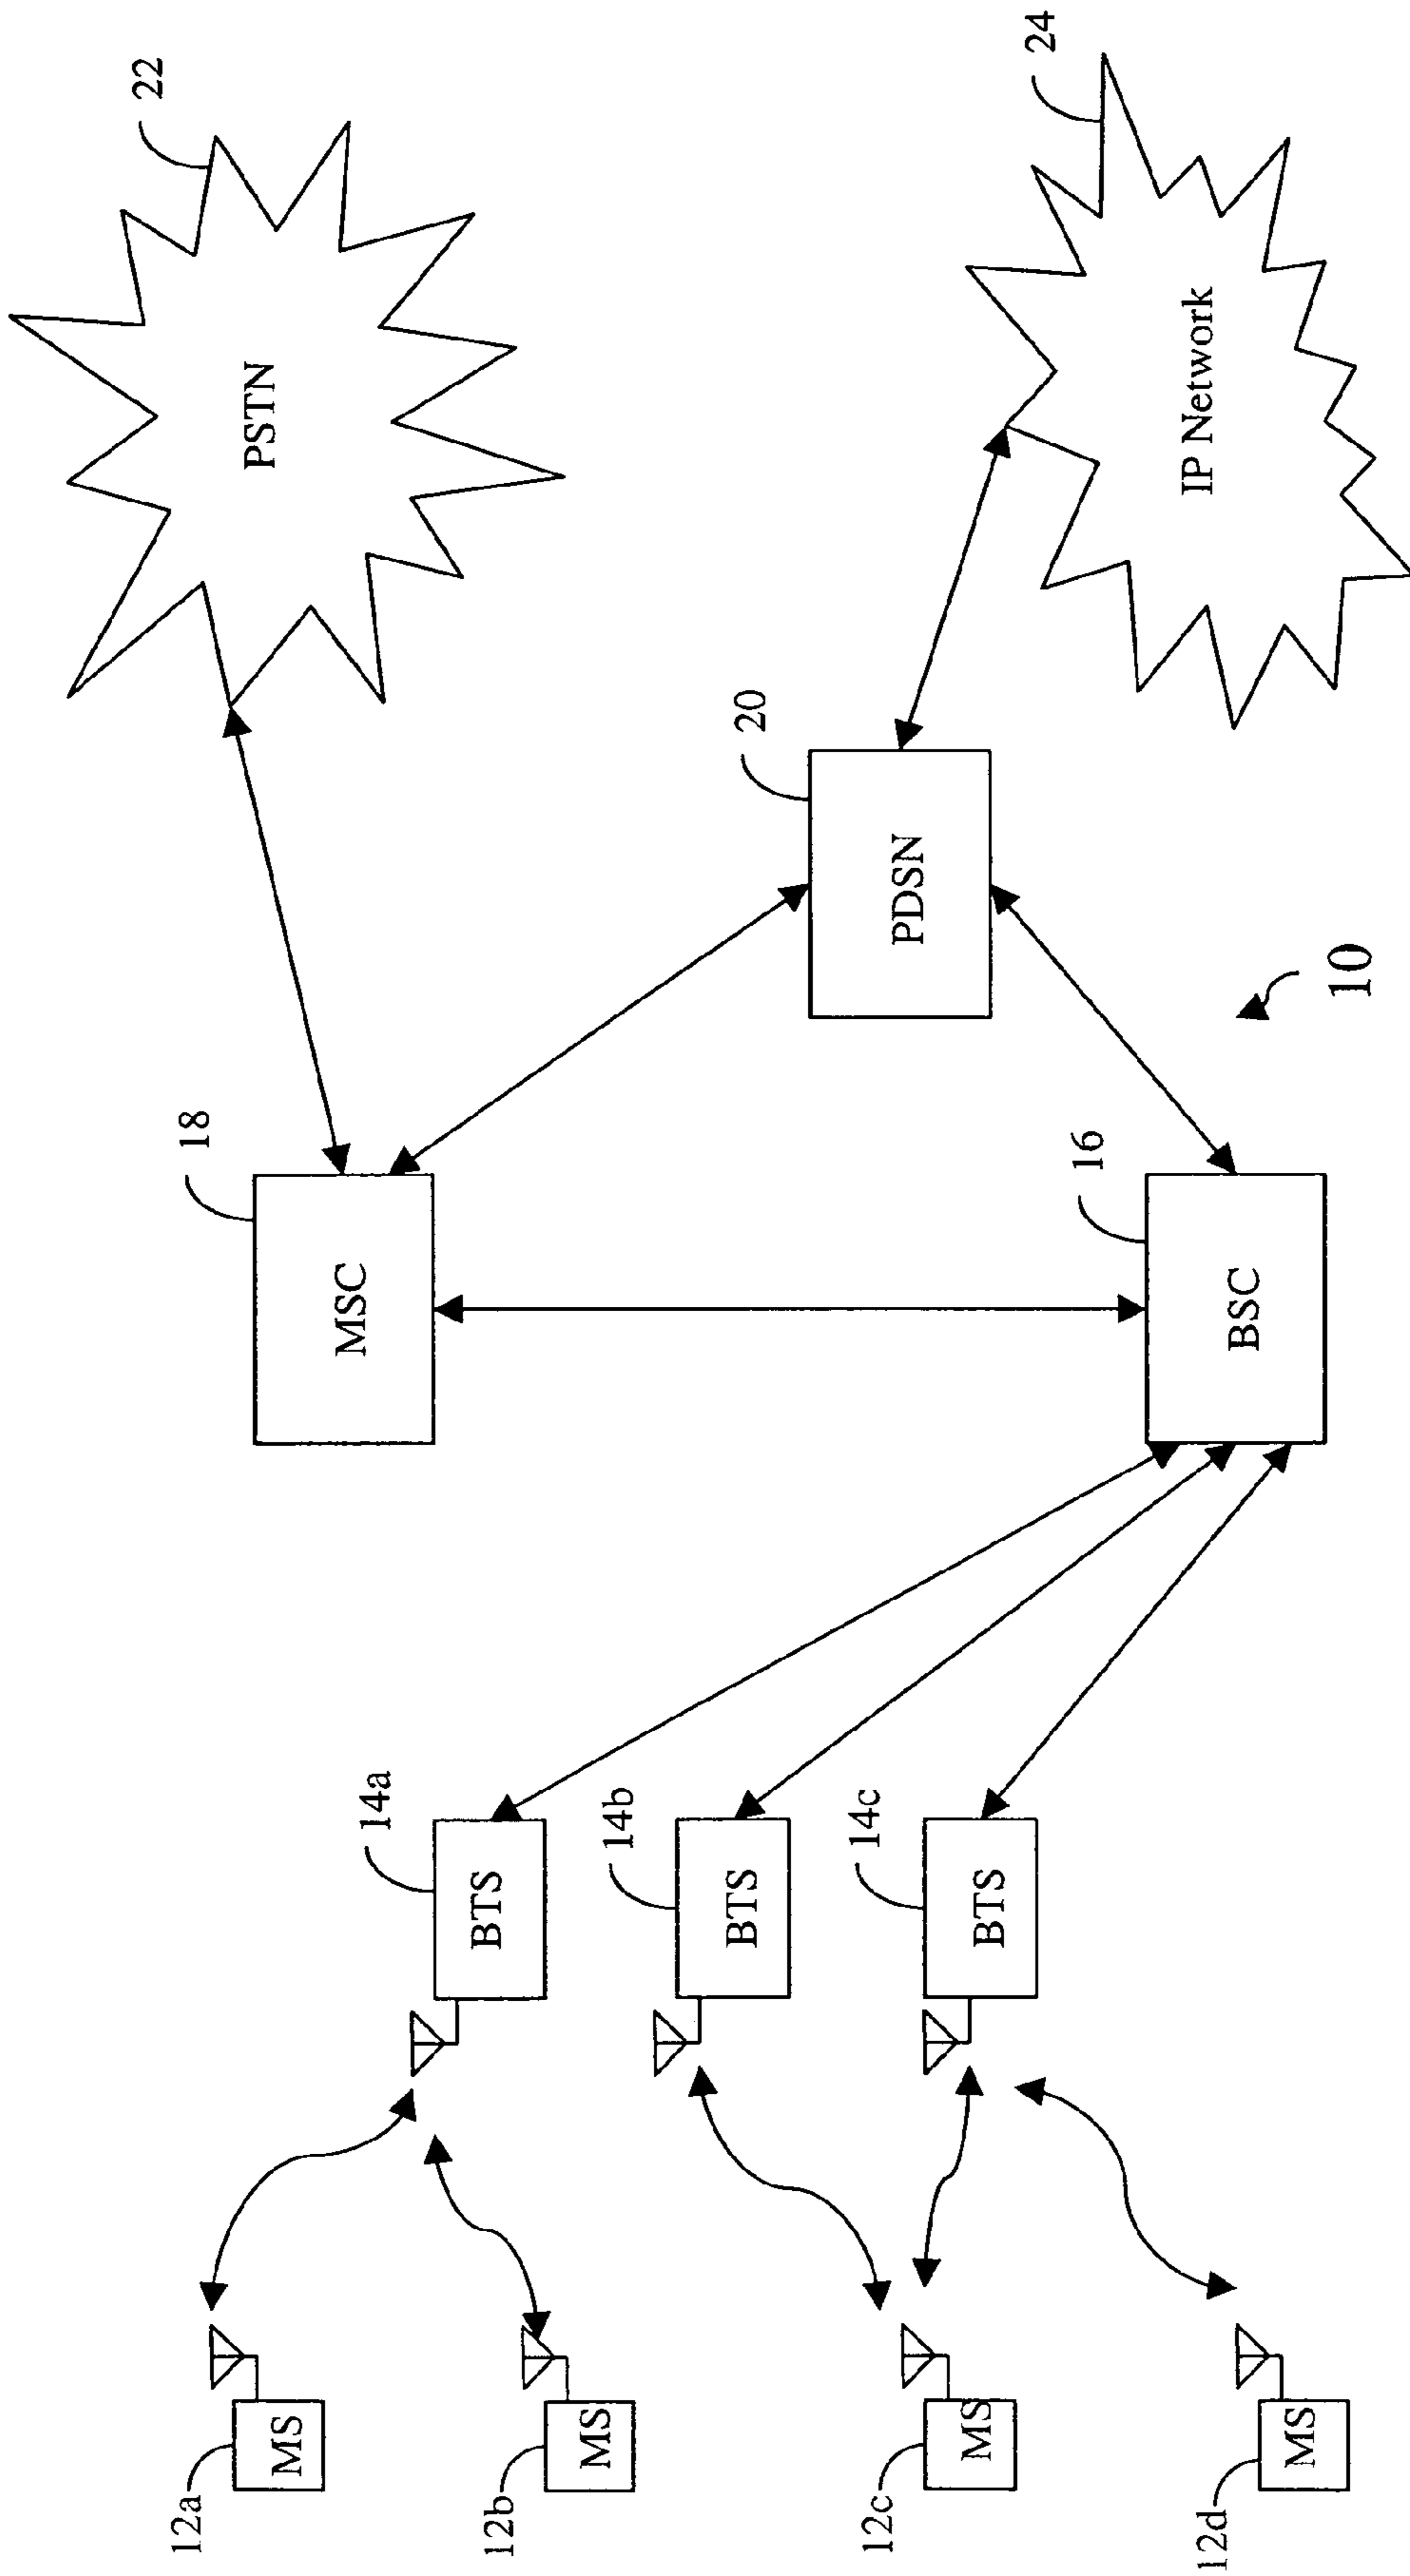 22
PSTN
24
IP Network
20
PDSN
10
18
MSC
16
BSC
14a
BTS
14b
BTS
14c
BTS
12a
MS
12b
MS
12c
MS
12d
MS